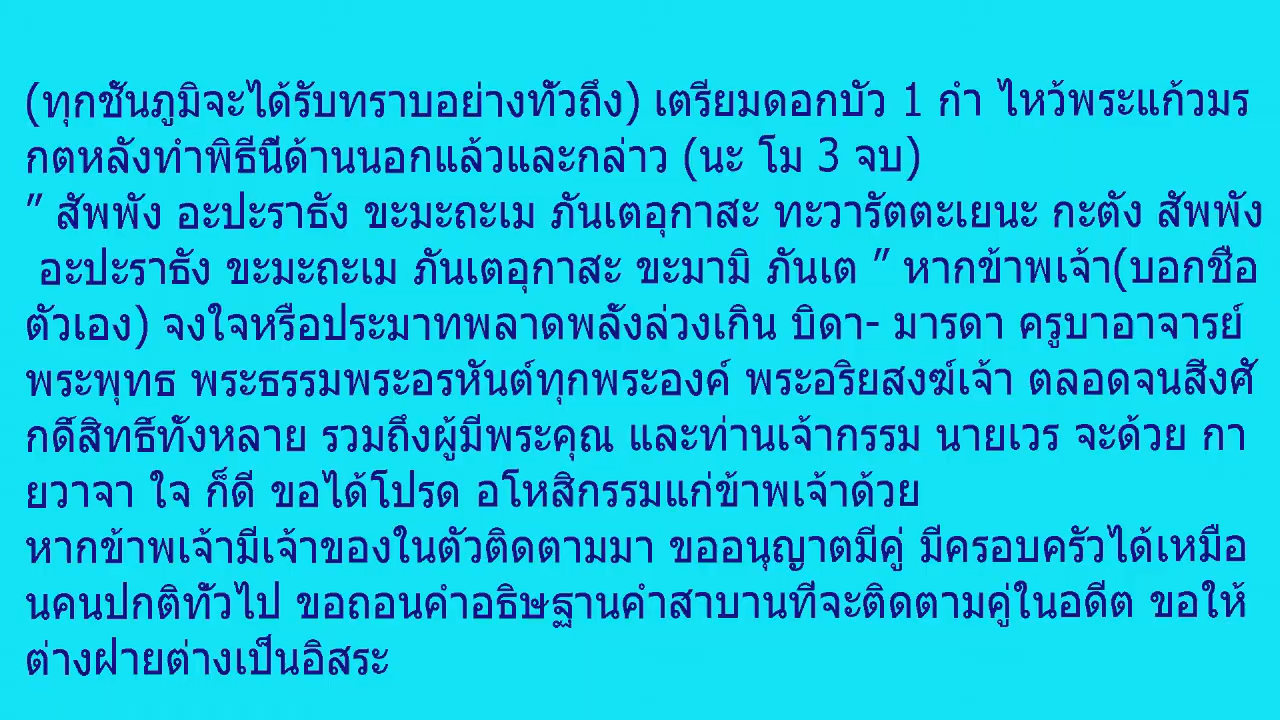 (ทุกชั้นภูมิจะได้รับทราบอย่างทั่วถึง) เตรียมดอกบัว 1 กำ ไหว้พระแก้วมร
กตหลังทำพิธีนี้ด้านนอกแล้วและกล่าว (นะ โม 3 จบ)
” สัพพัง อะปะราธัง ขะมะถะเม ภันเตอุกาสะ ทะวารัตตะเยนะ กะตัง สัพพัง
อะปะราธัง ขะมะถะเม ภันเตอุกาสะ ขะมามิ ภันเต ” หากข้าพเจ้า(บอกชื่อ
ตัวเอง) จงใจหรือประมาทพลาดพลั้งล่วงเกิน บิดา- มารดา ครูบาอาจารย์
พระพุทธ พระธรรมพระอรหันต์ทุกพระองค์ พระอริยสงฆ์เจ้า ตลอดจนสิ่งศั
กดิ์สิทธิ์ทั้งหลาย รวมถึงผู้มีพระคุณ และท่านเจ้ากรรม นายเวร จะด้วย กา
ยวาจา ใจ ก็ดี ขอได้โปรด อโหสิกรรมแก่ข้าพเจ้าด้วย
หากข้าพเจ้ามีเจ้าของในตัวติดตามมา ขออนุญาตมีคู่ มีครอบครัวได้เหมือ
นคนปกติทั่วไป ขอถอนคำอธิษฐานคำสาบานที่จะติดตามคู่ในอดีต ขอให้
ต่างฝ่ายต่างเป็นอิสระ